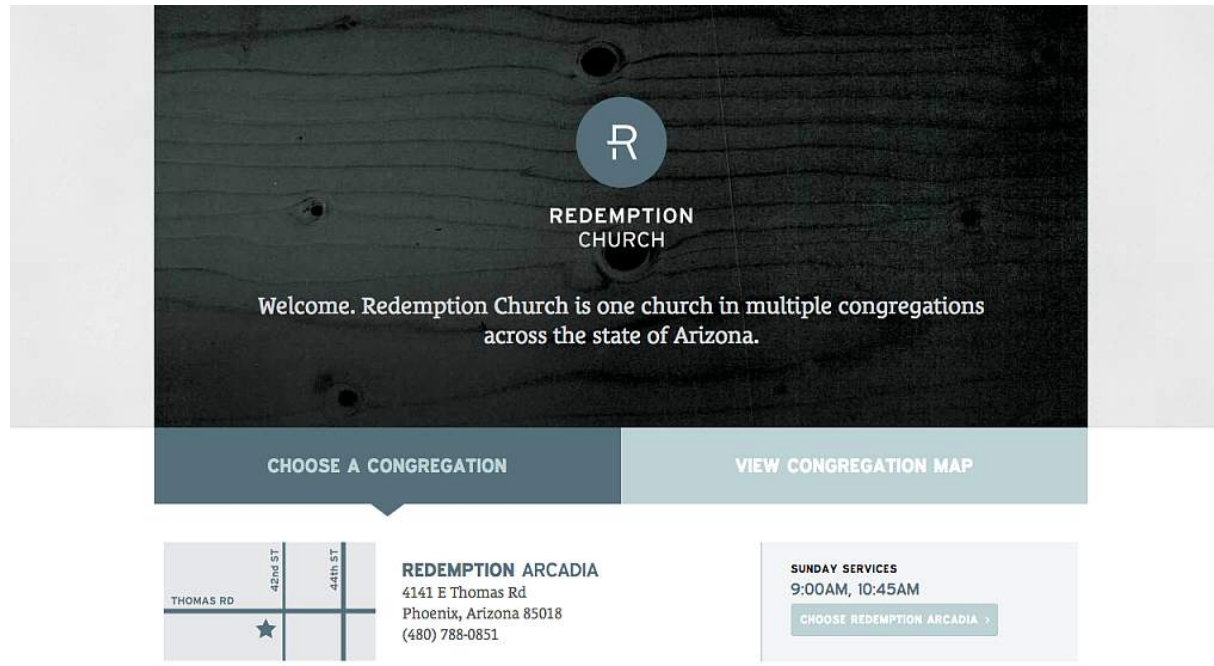 R
REDEMPTION
CHURCH
Welcome. Redemption Church is one church in multiple congregations
across the state of Arizona.
CHOOSE A CONGREGATION
VIEW CONGREGATION MAP
42nd ST
44th ST
THOMAS RD
REDEMPTION ARCADIA
4141 E Thomas Rd
Phoenix, Arizona 85018
(480) 788-0851
SUNDAY SERVICES
9:00AM, 10:45AM
CHOOSE REDEMPTION ARCADIA ›